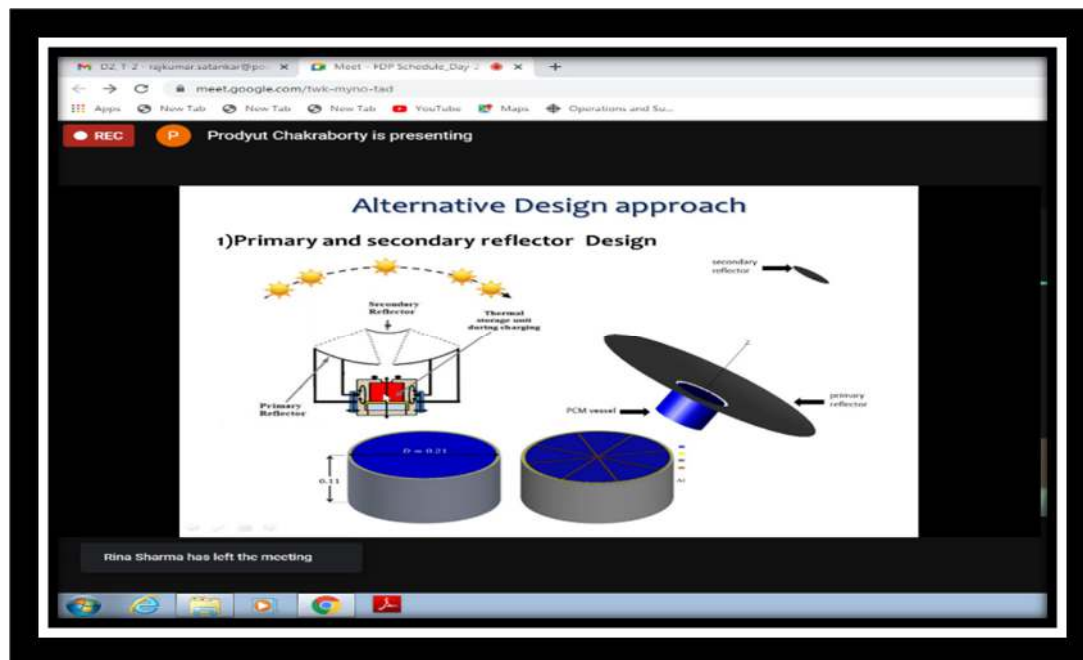 D2, T-2 - rajkumar.satankar@po
Meet - FDP Schedule_Day-2
meet.google.com/twk-myno-tad
Apps New Tab New Tab New Tab YouTube Maps Operations and Su...
REC P Prodyut Chakraborty is presenting
Alternative Design approach
1)Primary and secondary reflector Design
secondary
reflector
Secondary
Reflector
Thermal
storage unit
during charging
Z
Primary
Reflector
PCM vessel
primary
reflector
D = 0.21
0.11
Al
Rina Sharma has left the meeting